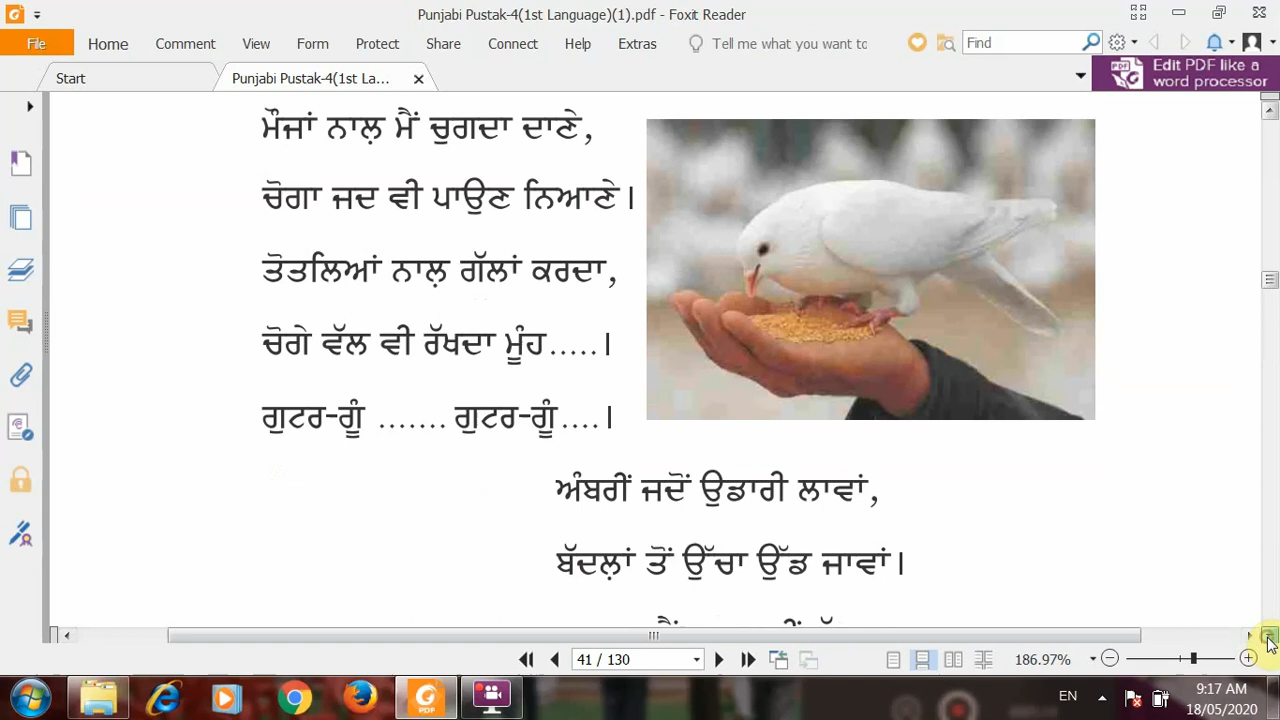 Punjabi Pustak-4(1st Language)(1).pdf - Foxit Reader
File Home Comment View Form Protect Share Connect Help Extras Tell me what you want to Find
Start Punjabi Pustak-4(1st La... Edit PDF like a
word processor
ਮੌਜਾਂ ਨਾਲ਼ ਮੈਂ ਚੁਗਦਾ ਦਾਣੇ,
ਚੋਗਾ ਜਦ ਵੀ ਪਾਉਣ ਨਿਆਣੇ।
ਤੋਤਲਿਆਂ ਨਾਲ਼ ਗੱਲਾਂ ਕਰਦਾ,
ਚੋਗੇ ਵੱਲ ਵੀ ਰੱਖਦਾ ਮੂੰਹ.....।
ਗੁਟਰ-ਗੂੰ ....... ਗੁਟਰ-ਗੂੰ....।
ਅੰਬਰੀਂ ਜਦੋਂ ਉਡਾਰੀ ਲਾਵਾਂ,
ਬੱਦਲਾਂ਼ ਤੋਂ ਉੱਚਾ ਉੱਡ ਜਾਵਾਂ।
41 / 130 186.97%
PDF EN 9:17 AM
18/05/2020